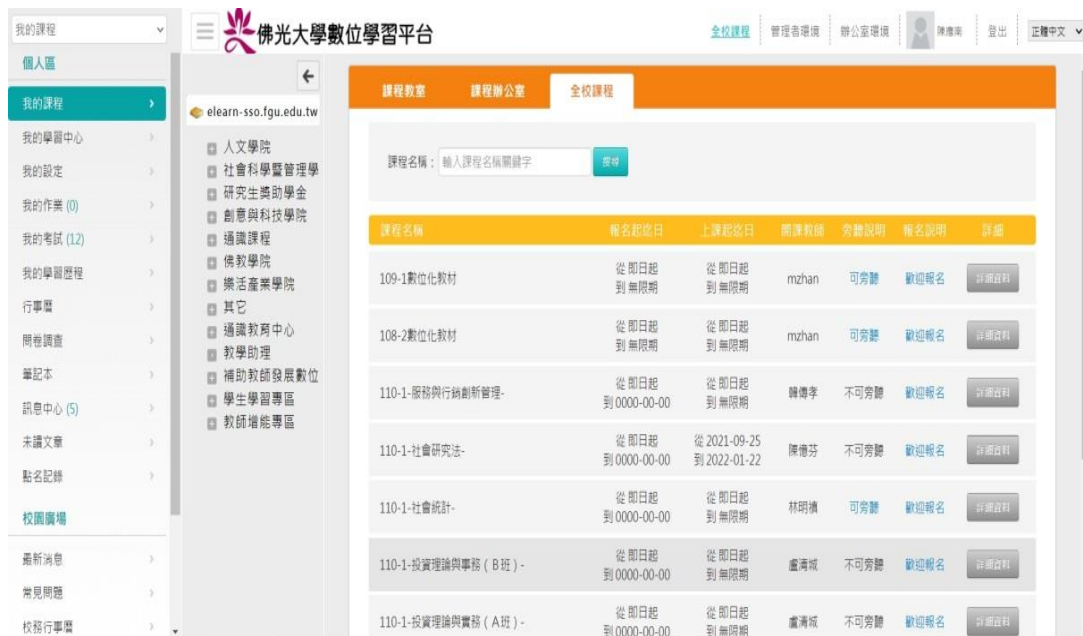 我的課程
佛光大學數位學習平台
全校課程
管理者環境
辦公室環境
登出
正體中文
個人區
我的課程
我的學習中心
我的設定
我的作業 (0)
我的考試 (12)
我的學習歷程
行事曆
問卷調查
筆記本
訊息中心 (5)
未讀文章
點名記錄
校園廣場
最新消息
常見問題
校務行事曆
elearn-sso.fgu.edu.tw
人文學院
社會科學暨管理學
研究生獎助學金
創意與科技學院
通識課程
佛教學院
樂活產業學院
其它
通識教育中心
教學助理
補助教師發展數位
學生學習專區
教師增能專區
課程教室
課程辦公室
全校課程
課程名稱：
輸入課程名稱關鍵字
搜尋
課程名稱 報名起迄日 上課起迄日 開課教師 旁聽說明 報名說明 詳細
109-1數位化教材 從 即日起 從 即日起 mzhan 可旁聽 歡迎報名 詳細資料
到 無限期 到 無限期
108-2數位化教材 從 即日起 從 即日起 mzhan 可旁聽 歡迎報名 詳細資料
到 無限期 到 無限期
110-1-服務與行銷創新管理- 從 即日起 從 即日起 韓傳孝 不可旁聽 歡迎報名 詳細資料
到 0000-00-00 到 無限期
110-1-社會研究法- 從 即日起 從 2021-09-25 陳憶芬 不可旁聽 歡迎報名 詳細資料
到 0000-00-00 到 2022-01-22
110-1-社會統計- 從 即日起 從 即日起 林明禛 可旁聽 歡迎報名 詳細資料
到 0000-00-00 到 無限期
110-1-投資理論與事務 ( B班 ) - 從 即日起 從 即日起 盧清城 不可旁聽 歡迎報名 詳細資料
到 0000-00-00 到 無限期
110-1-投資理論與實務 ( A班 ) - 從 即日起 從 即日起 盧清城 不可旁聽 歡迎報名 詳細資料
到 0000-00-00 到 無限期